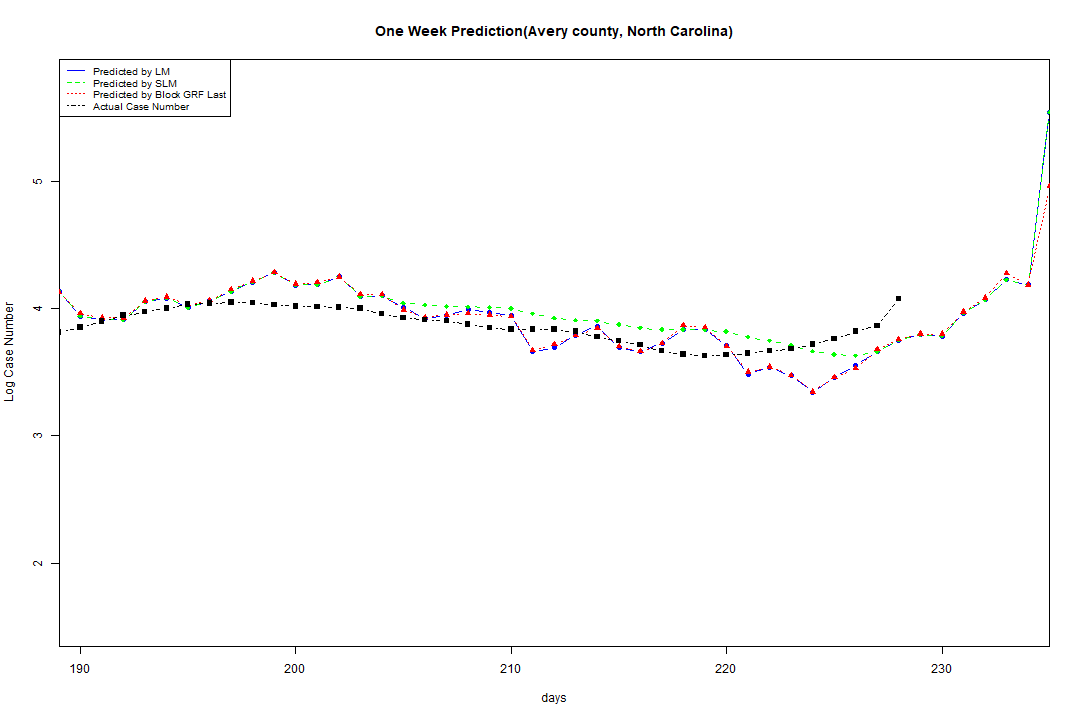 One Week Prediction(Avery county, North Carolina)
Predicted by LM
Predicted by SLM
Predicted by Block GRF Last
Actual Case Number
5
4
3
2
Log Case Number
190 200 210 220 230
days